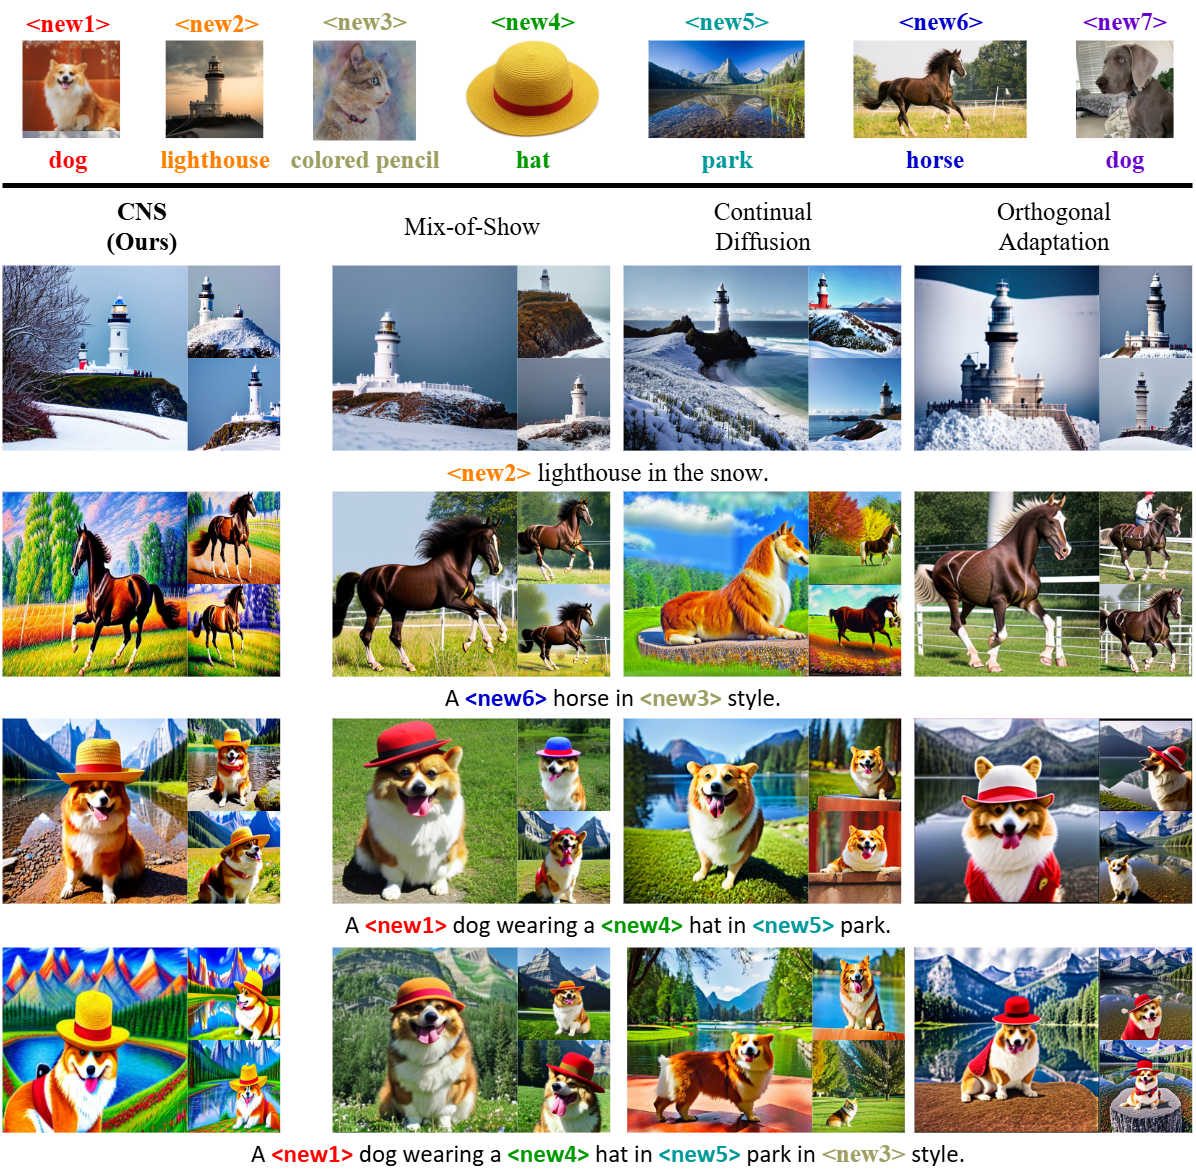 <new1> <new2> <new3> <new4> <new5> <new6> <new7>
dog lighthouse colored pencil hat park horse dog
CNS
(Ours)
Mix-of-Show
Continual
Diffusion
Orthogonal
Adaptation
<new2> lighthouse in the snow.
A <new6> horse in <new3> style.
A <new1> dog wearing a <new4> hat in <new5> park.
A <new1> dog wearing a <new4> hat in <new5> park in <new3> style.